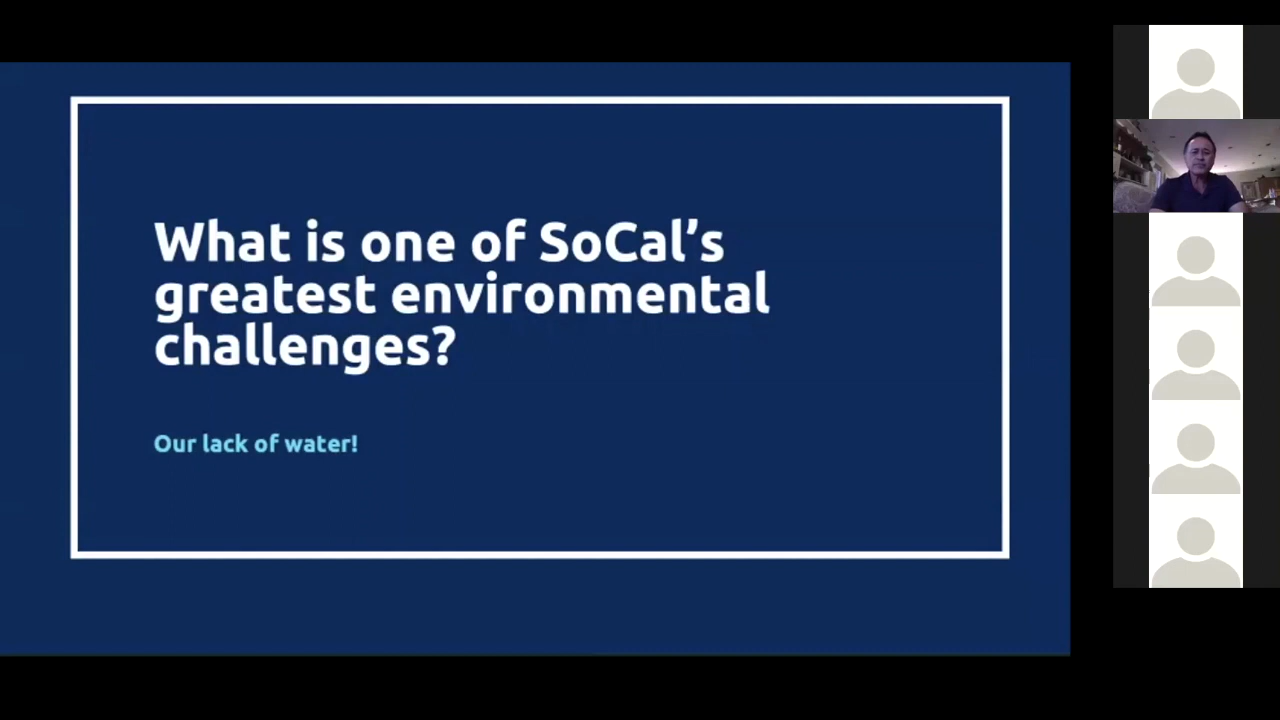 What is one of SoCal’s
greatest environmental
challenges?
Our lack of water!